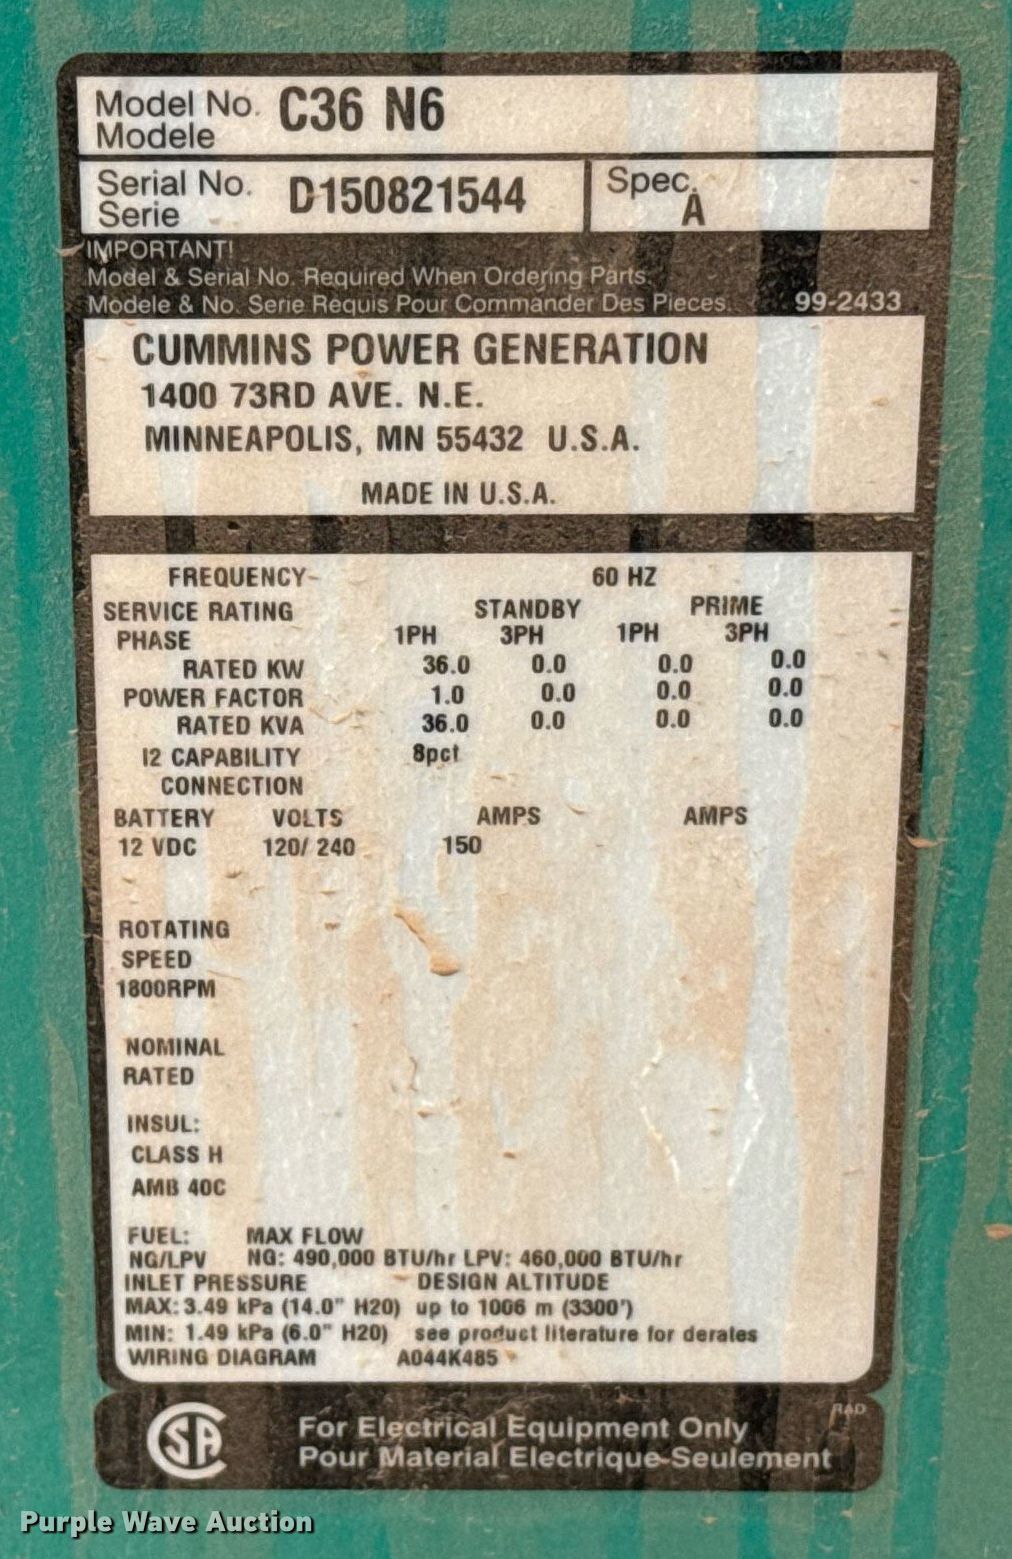 Model No. C36 N6
Modele
Serial No. D150821544 Spec.
Serie A
IMPORTANT!
Model & Serial No. Required When Ordering Parts.
Modele & No. Serie Requis Pour Commander Des Pieces. 99-2433
CUMMINS POWER GENERATION
1400 73RD AVE. N.E.
MINNEAPOLIS, MN 55432 U.S.A.
MADE IN U.S.A.
FREQUENCY- 60 HZ
SERVICE RATING STANDBY PRIME
PHASE 1PH 3PH 1PH 3PH
RATED KW 36.0 0.0 0.0 0.0
POWER FACTOR 1.0 0.0 0.0 0.0
RATED KVA 36.0 0.0 0.0 0.0
I2 CAPABILITY 8pct
CONNECTION
BATTERY VOLTS AMPS AMPS
12 VDC 120/ 240 150
ROTATING
SPEED
1800RPM
NOMINAL
RATED
INSUL:
CLASS H
AMB 40C
FUEL: MAX FLOW
NG/LPV NG: 490,000 BTU/hr LPV: 460,000 BTU/hr
INLET PRESSURE DESIGN ALTITUDE
MAX: 3.49 kPa (14.0" H20) up to 1006 m (3300')
MIN: 1.49 kPa (6.0" H20) see product literature for derates
WIRING DIAGRAM A044K485
R&D
SA For Electrical Equipment Only
Pour Material Electrique Seulement
Purple Wave Auction